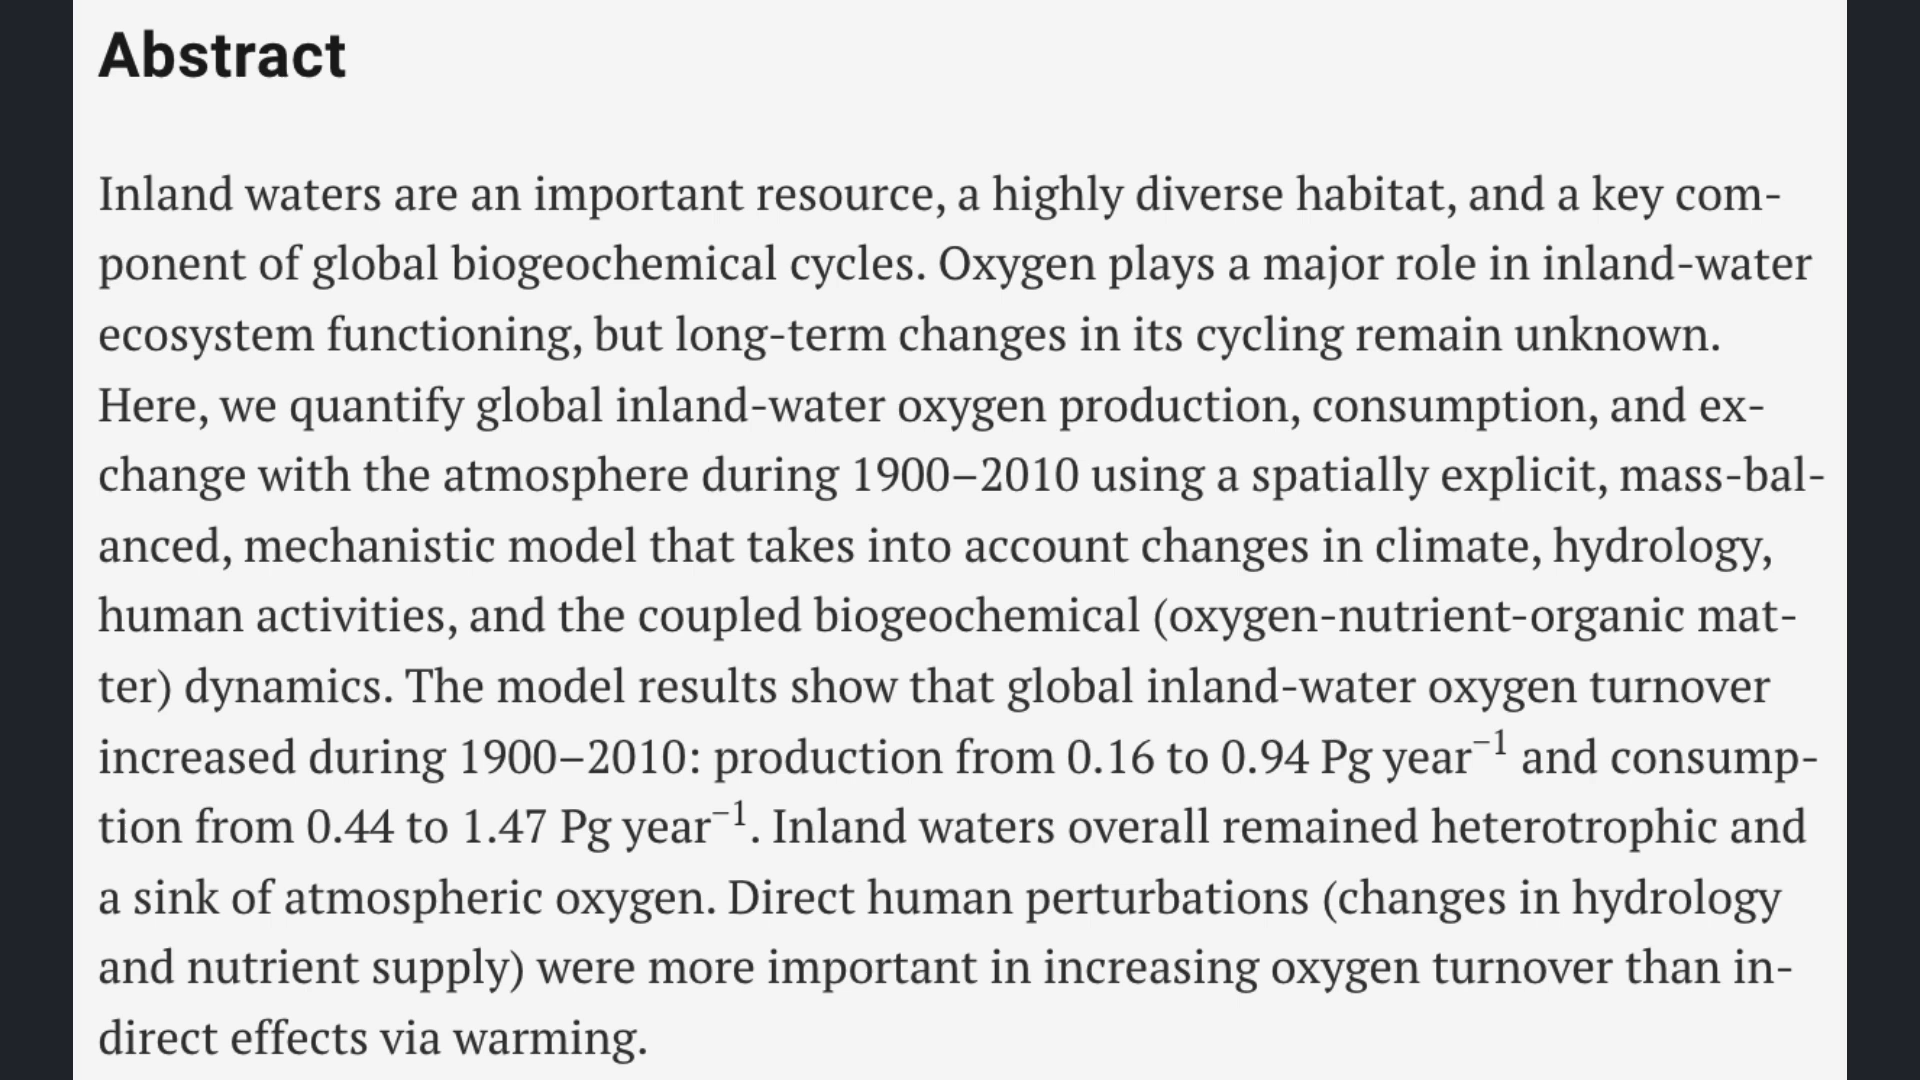 Abstract
Inland waters are an important resource, a highly diverse habitat, and a key com-
ponent of global biogeochemical cycles. Oxygen plays a major role in inland-water
ecosystem functioning, but long-term changes in its cycling remain unknown.
Here, we quantify global inland-water oxygen production, consumption, and ex-
change with the atmosphere during 1900–2010 using a spatially explicit, mass-bal-
anced, mechanistic model that takes into account changes in climate, hydrology,
human activities, and the coupled biogeochemical (oxygen-nutrient-organic mat-
ter) dynamics. The model results show that global inland-water oxygen turnover
increased during 1900–2010: production from 0.16 to 0.94 Pg year⁻¹ and consump-
tion from 0.44 to 1.47 Pg year⁻¹. Inland waters overall remained heterotrophic and
a sink of atmospheric oxygen. Direct human perturbations (changes in hydrology
and nutrient supply) were more important in increasing oxygen turnover than in-
direct effects via warming.